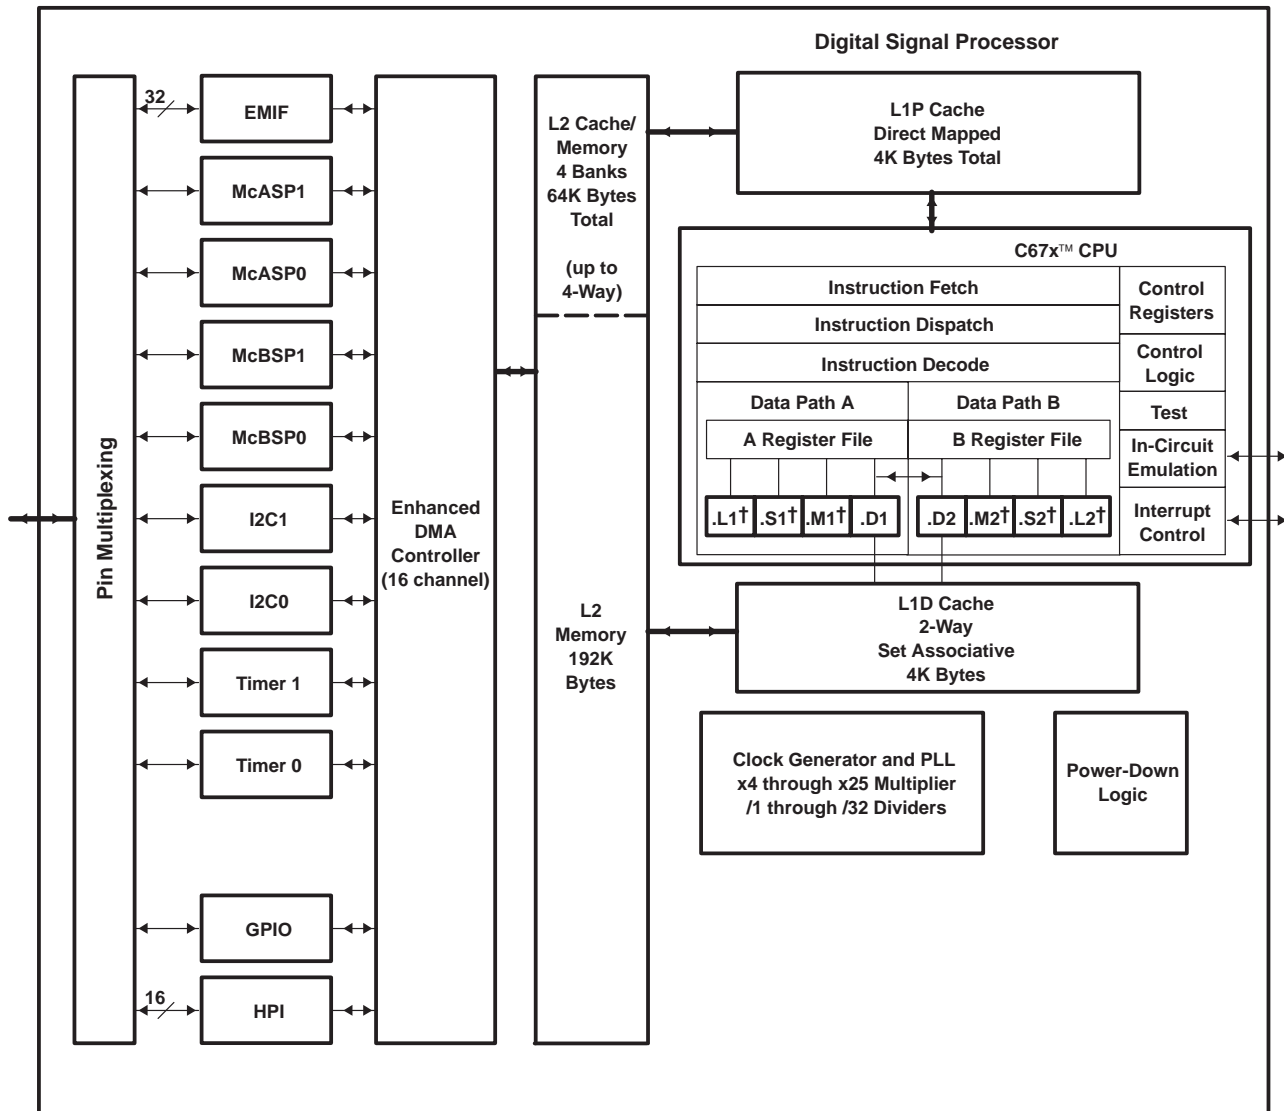 Digital Signal Processor
Pin Multiplexing
32
EMIF
McASP1
McASP0
McBSP1
McBSP0
I2C1
I2C0
Timer 1
Timer 0
GPIO
16
HPI
Enhanced
DMA
Controller
(16 channel)
L2 Cache/
Memory
4 Banks
64K Bytes
Total
(up to
4-Way)
L2
Memory
192K
Bytes
L1P Cache
Direct Mapped
4K Bytes Total
C67x™ CPU
Instruction Fetch
Instruction Dispatch
Instruction Decode
Data Path A
Data Path B
A Register File
B Register File
.L1† .S1† .M1† .D1
.D2 .M2† .S2† .L2†
Control
Registers
Control
Logic
Test
In-Circuit
Emulation
Interrupt
Control
L1D Cache
2-Way
Set Associative
4K Bytes
Clock Generator and PLL
x4 through x25 Multiplier
/1 through /32 Dividers
Power-Down
Logic